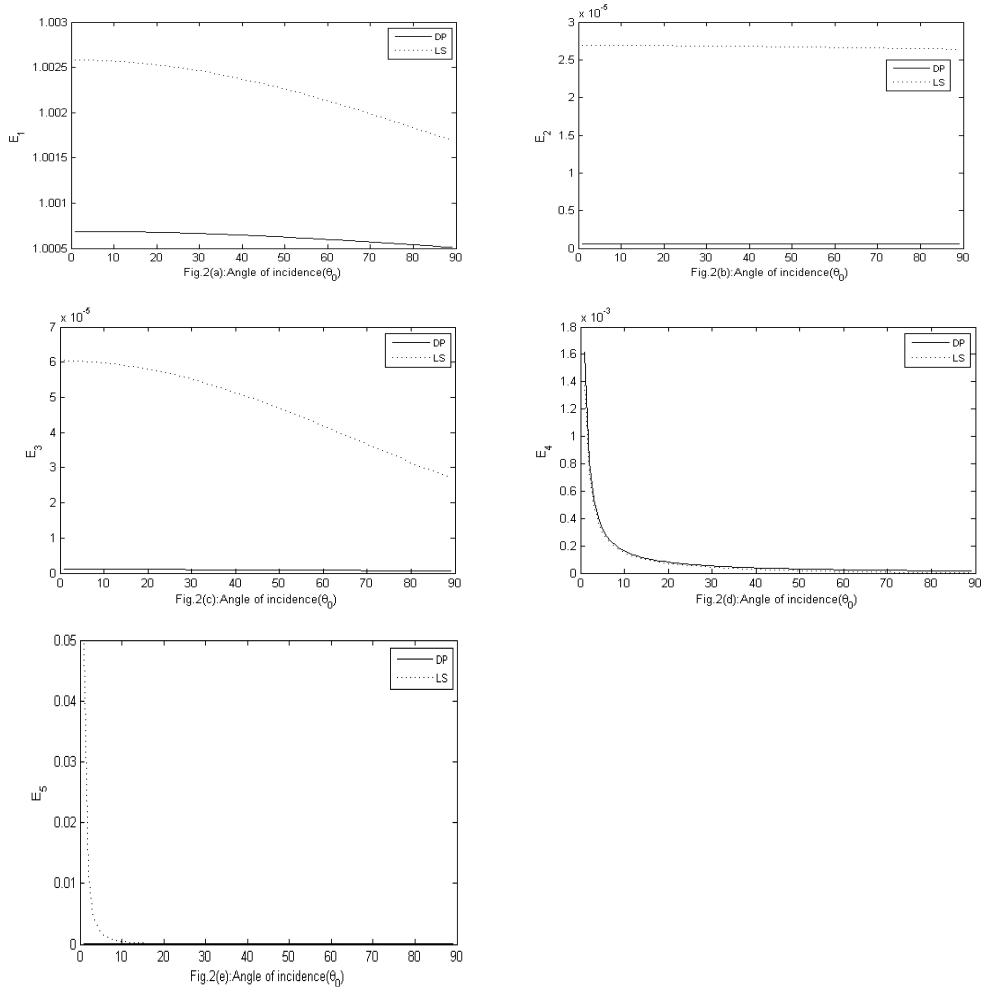 1.003
1.0025
1.002
1.0015
1.001
1.0005
E1
DP
LS
0 10 20 30 40 50 60 70 80 90
Fig.2(a):Angle of incidence(θ0)
x 10-5
3
2.5
2
1.5
1
0.5
0
E2
DP
LS
0 10 20 30 40 50 60 70 80 90
Fig.2(b):Angle of incidence(θ0)
x 10-5
7
6
5
4
3
2
1
0
E3
DP
LS
0 10 20 30 40 50 60 70 80 90
Fig.2(c):Angle of incidence(θ0)
x 10-3
1.8
1.6
1.4
1.2
1
0.8
0.6
0.4
0.2
0
E4
DP
LS
0 10 20 30 40 50 60 70 80 90
Fig.2(d):Angle of incidence(θ0)
0.05
0.04
0.03
0.02
0.01
0
E5
DP
LS
0 10 20 30 40 50 60 70 80 90
Fig.2(e):Angle of incidence(θ0)